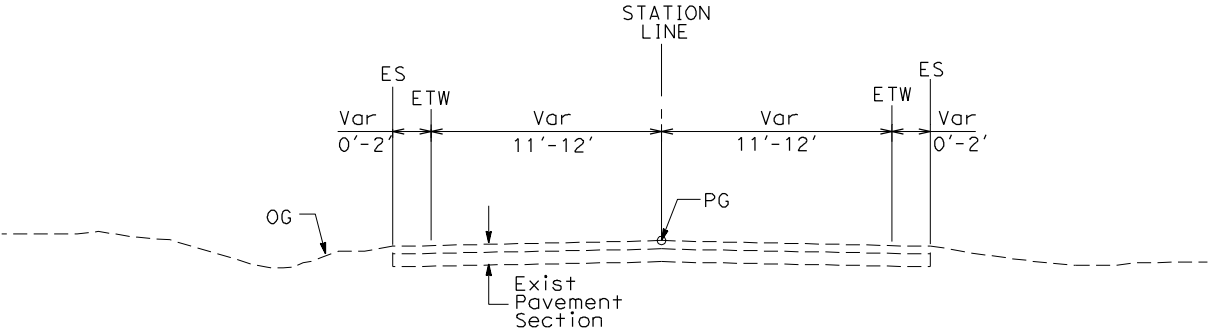 STATION
LINE
ES
ETW
ES
ETW
Var
0'-2'
Var
11'-12'
Var
11'-12'
Var
0'-2'
OG
PG
Exist
Pavement
Section